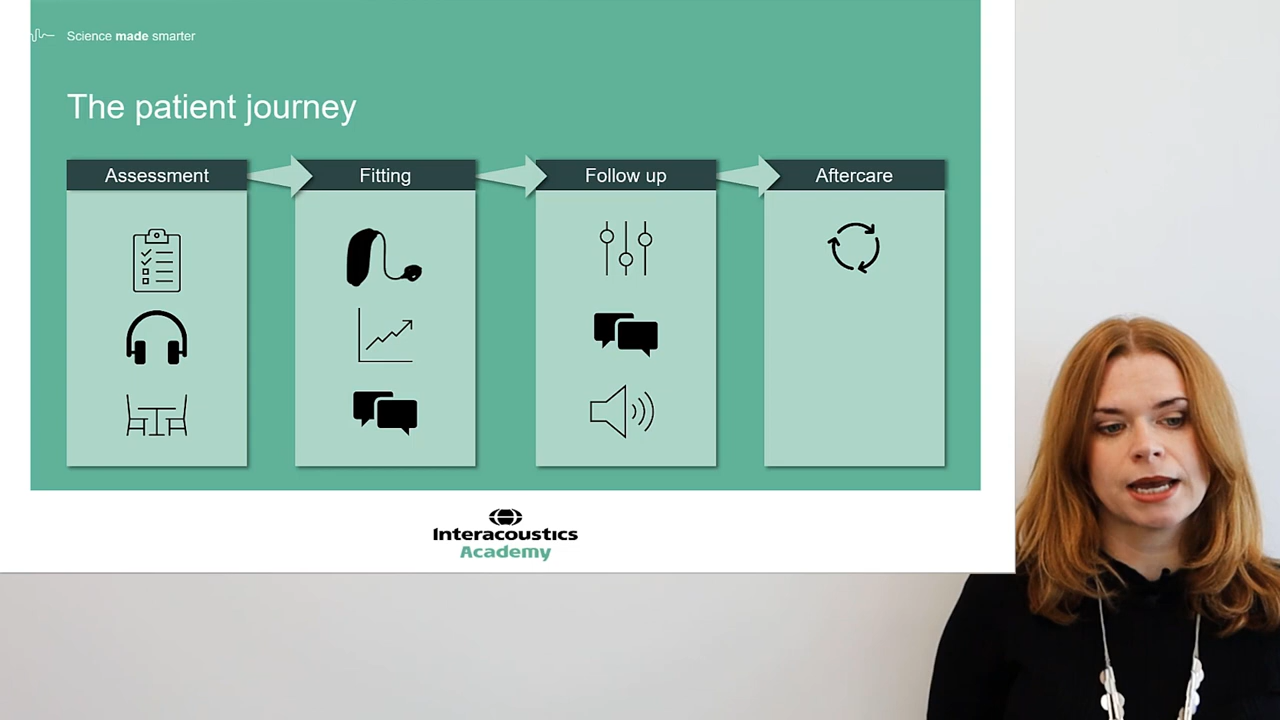 Science made smarter
The patient journey
Assessment
Fitting
Follow up
Aftercare
Interacoustics
Academy